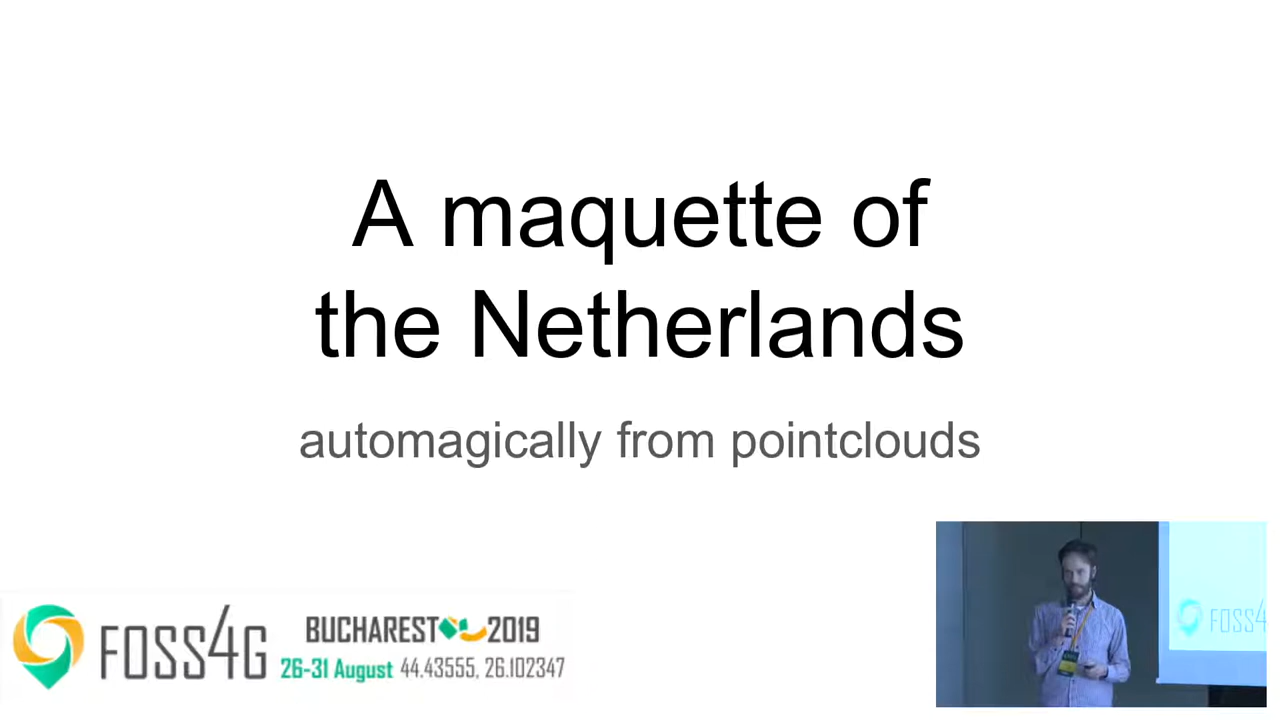 A maquette of
the Netherlands
automagically from pointclouds
FOSS4G
BUCHAREST 2019
26-31 August 44.43555, 26.102347
FOSS4